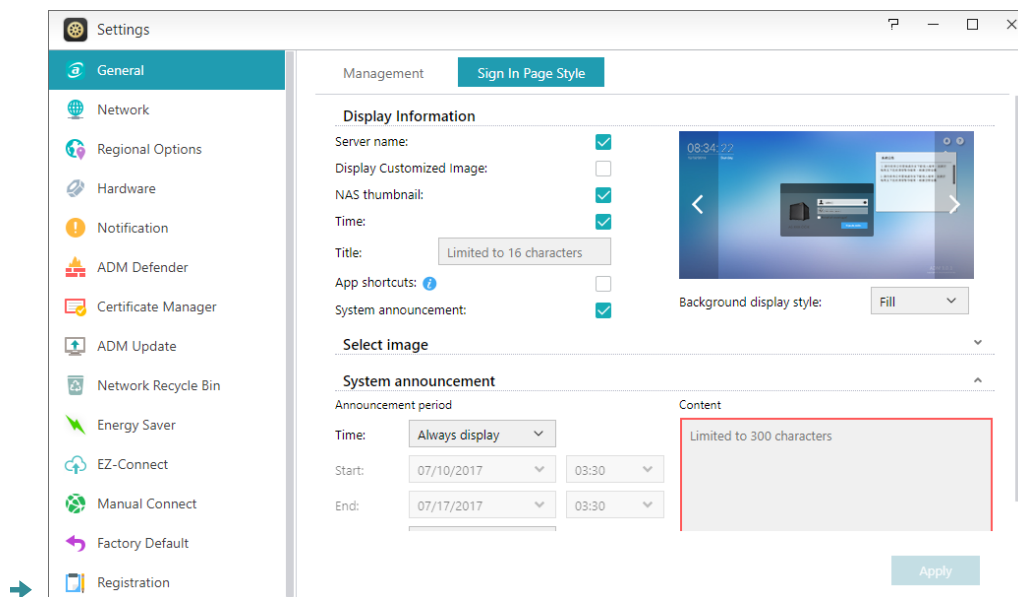 Settings
General
Network
Regional Options
Hardware
Notification
ADM Defender
Certificate Manager
ADM Update
Network Recycle Bin
Energy Saver
EZ-Connect
Manual Connect
Factory Default
Registration
Management Sign In Page Style
Display Information
Server name:
Display Customized Image:
NAS thumbnail:
Time:
Title: Limited to 16 characters
App shortcuts:
System announcement:
08:34:22
Background display style: Fill
Select image
System announcement
Announcement period
Time: Always display
Start: 07/10/2017 03:30
End: 07/17/2017 03:30
Content
Limited to 300 characters
Apply